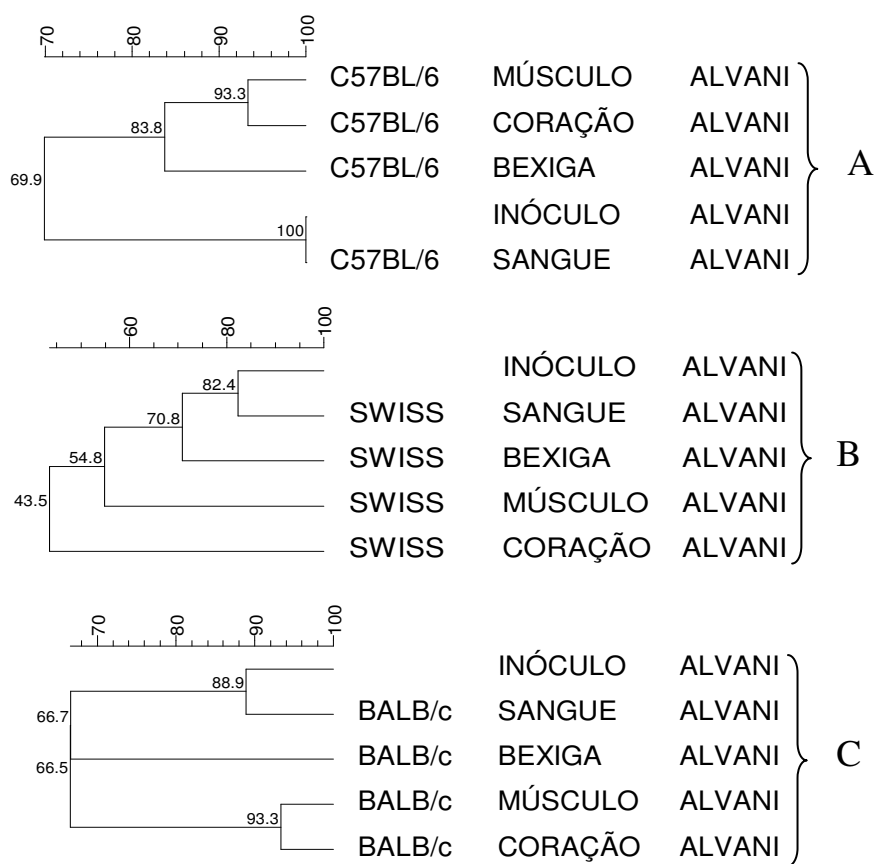 70 80 90 100
C57BL/6 MÚSCULO ALVANI
93.3
C57BL/6 CORAÇÃO ALVANI
83.8
C57BL/6 BEXIGA ALVANI
A
69.9
INÓCULO ALVANI
100
C57BL/6 SANGUE ALVANI
60 80 100
INÓCULO ALVANI
82.4
SWISS SANGUE ALVANI
70.8
SWISS BEXIGA ALVANI
B
54.8
SWISS MÚSCULO ALVANI
43.5
SWISS CORAÇÃO ALVANI
70 80 90 100
INÓCULO ALVANI
88.9
BALB/c SANGUE ALVANI
66.7
BALB/c BEXIGA ALVANI
C
66.5
BALB/c MÚSCULO ALVANI
93.3
BALB/c CORAÇÃO ALVANI